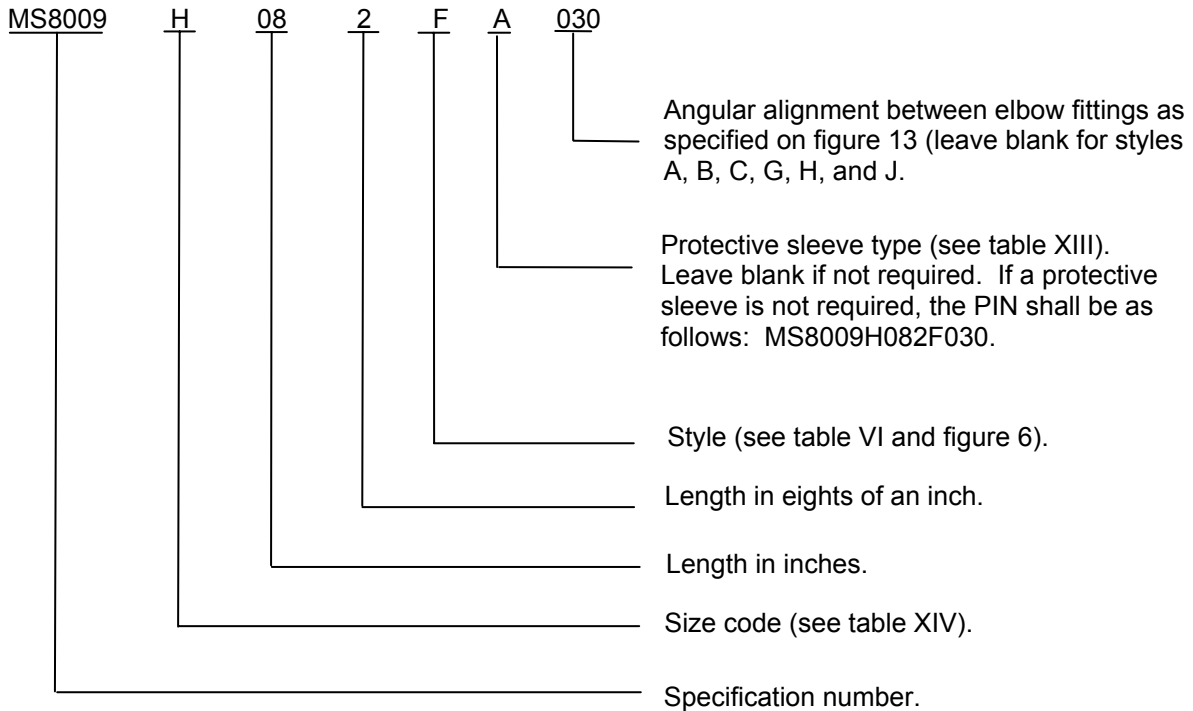 MS8009 H 08 2 F A 030
Angular alignment between elbow fittings as
specified on figure 13 (leave blank for styles
A, B, C, G, H, and J.
Protective sleeve type (see table XIII).
Leave blank if not required. If a protective
sleeve is not required, the PIN shall be as
follows: MS8009H082F030.
Style (see table VI and figure 6).
Length in eights of an inch.
Length in inches.
Size code (see table XIV).
Specification number.